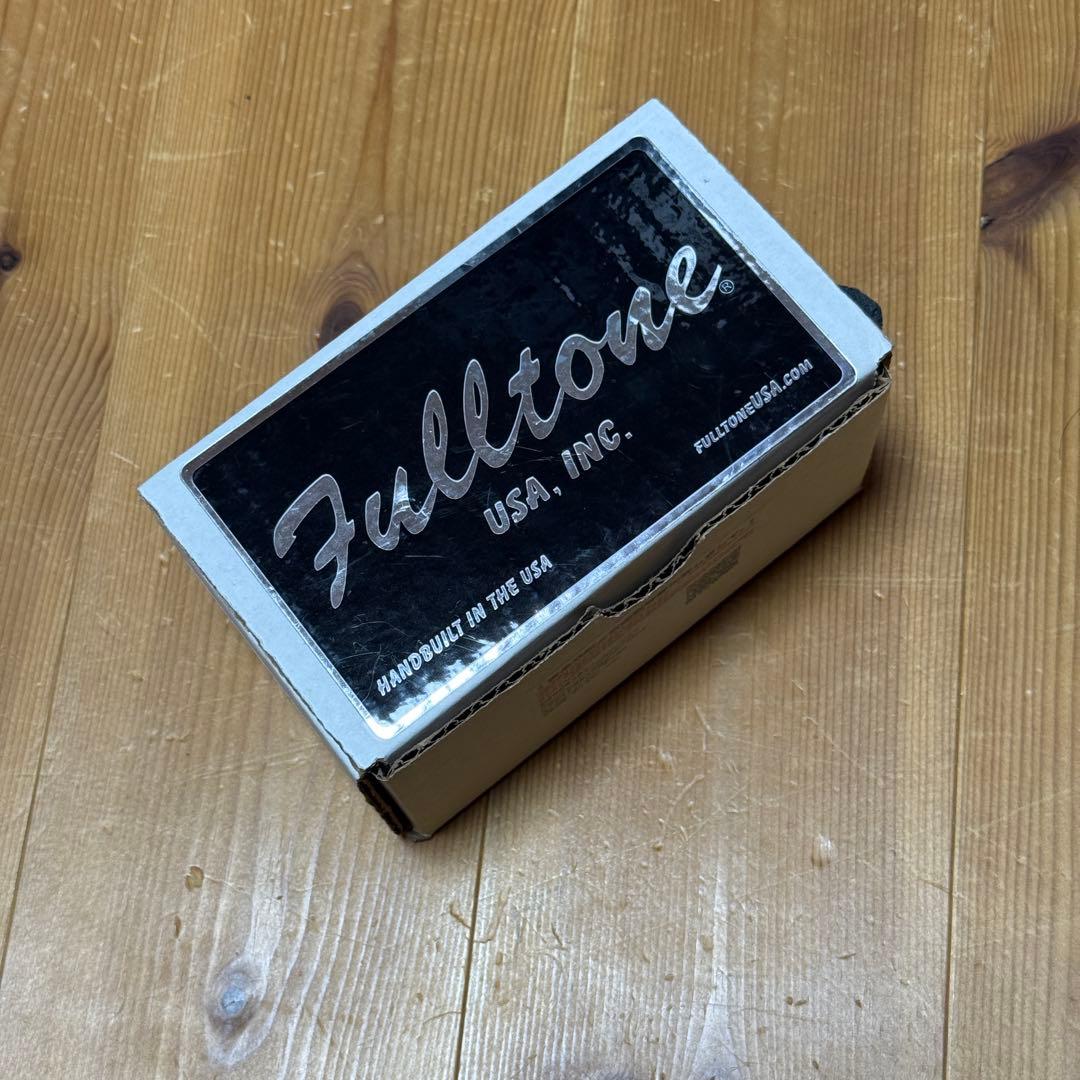 Fulltone®
USA, INC.
HANDBUILT IN THE USA
FULLTONEUSA.COM